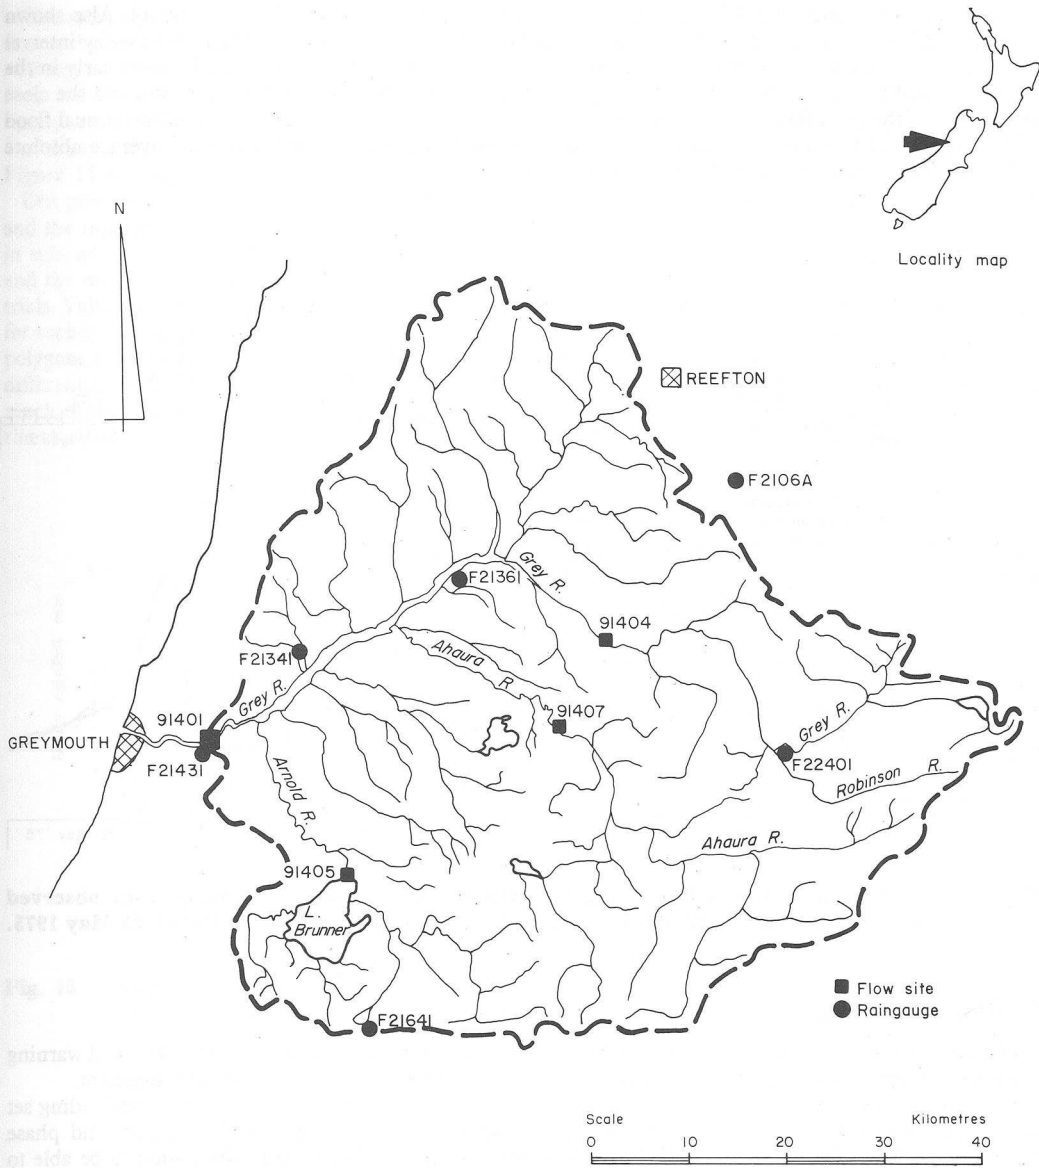 N
Locality map
REEFTON
F2106A
Grey R.
F21361
91404
Ahaura
R
F21341
Grey R.
91401
91407
GREYMOUTH
F21431
Grey R.
F22401
Arnold R.
Robinson R.
Ahaura R.
91405
L.
Brunner
Flow site
Raingauge
F21641
Scale Kilometres
0 10 20 30 40